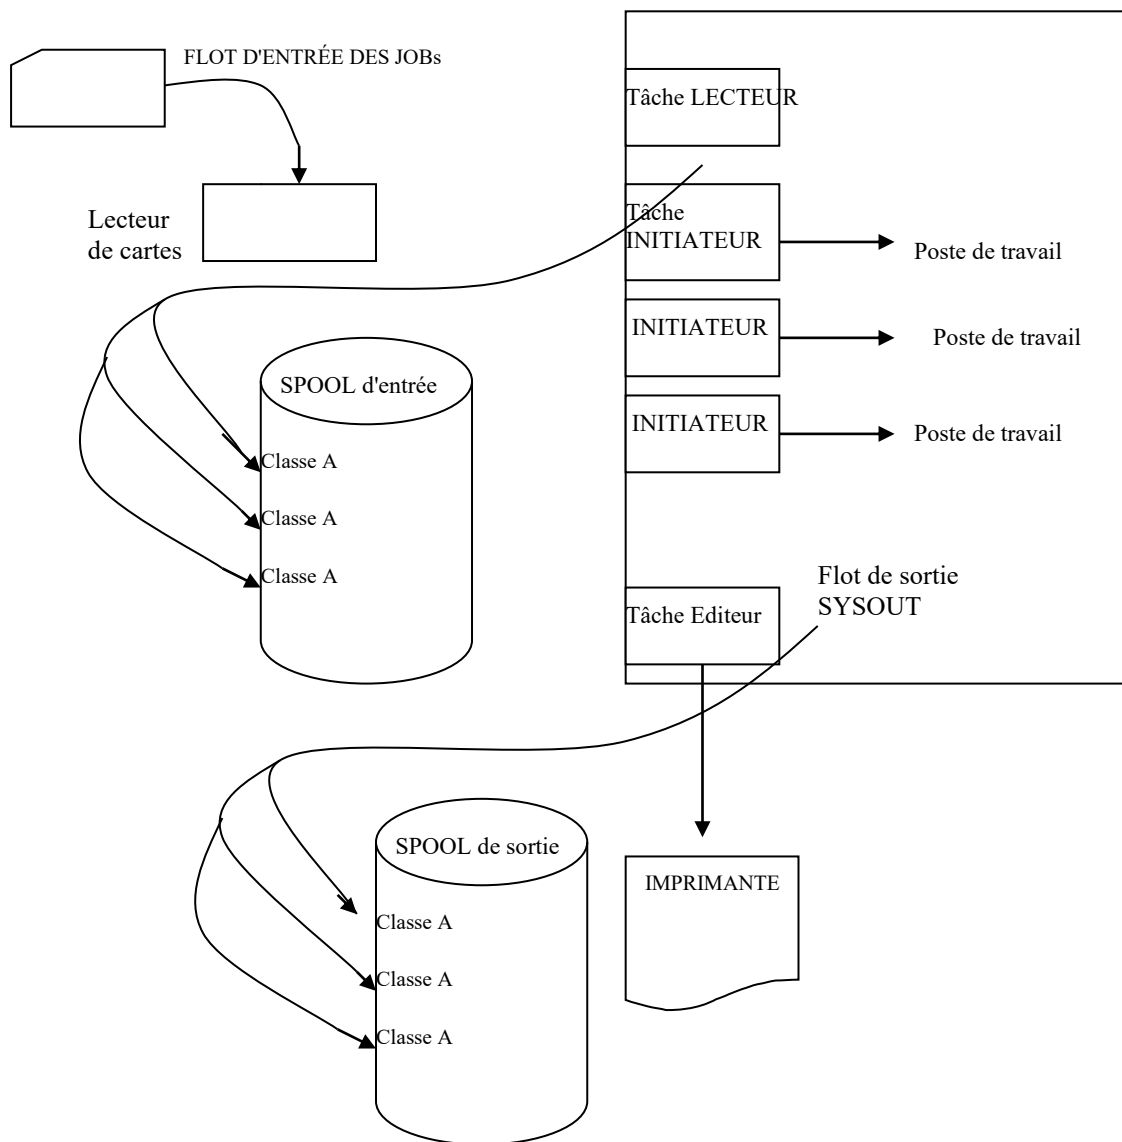 FLOT D'ENTRÉE DES JOBs
Tâche LECTEUR
Lecteur
de cartes
Tâche
INITIATEUR
Poste de travail
INITIATEUR
Poste de travail
INITIATEUR
Poste de travail
SPOOL d'entrée
Classe A
Classe A
Classe A
Flot de sortie
SYSOUT
Tâche Editeur
SPOOL de sortie
Classe A
Classe A
Classe A
IMPRIMANTE